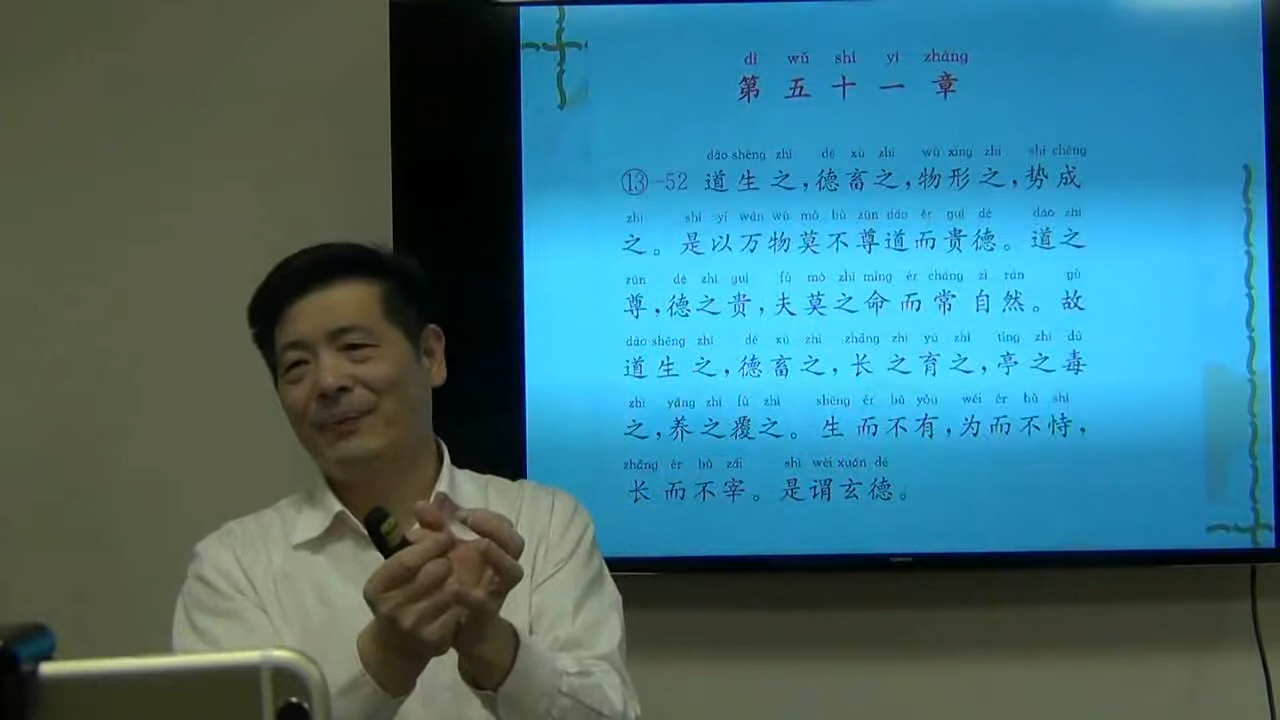 dì wǔ shí yī zhāng
第五十一章
dào shēng zhī dé xù zhī wù xíng zhī shì chéng
⑬-52 道生之,德畜之,物形之,势成
zhī shì yǐ wàn wù mò bù zūn dào ér guì dé dào zhī
之。是以万物莫不尊道而贵德。道之
zūn dé zhī guì fú mò zhī mìng ér cháng zì rán gù
尊,德之贵,夫莫之命而常自然。故
dào shēng zhī dé xù zhī zhǎng zhī yù zhī tíng zhī dú
道生之,德畜之,长之育之,亭之毒
zhī yǎng zhī fù zhī shēng ér bù yǒu wéi ér bù shì
之,养之覆之。生而不有,为而不恃,
zhǎng ér bù zǎi shì wèi xuán dé
长而不宰。是谓玄德。